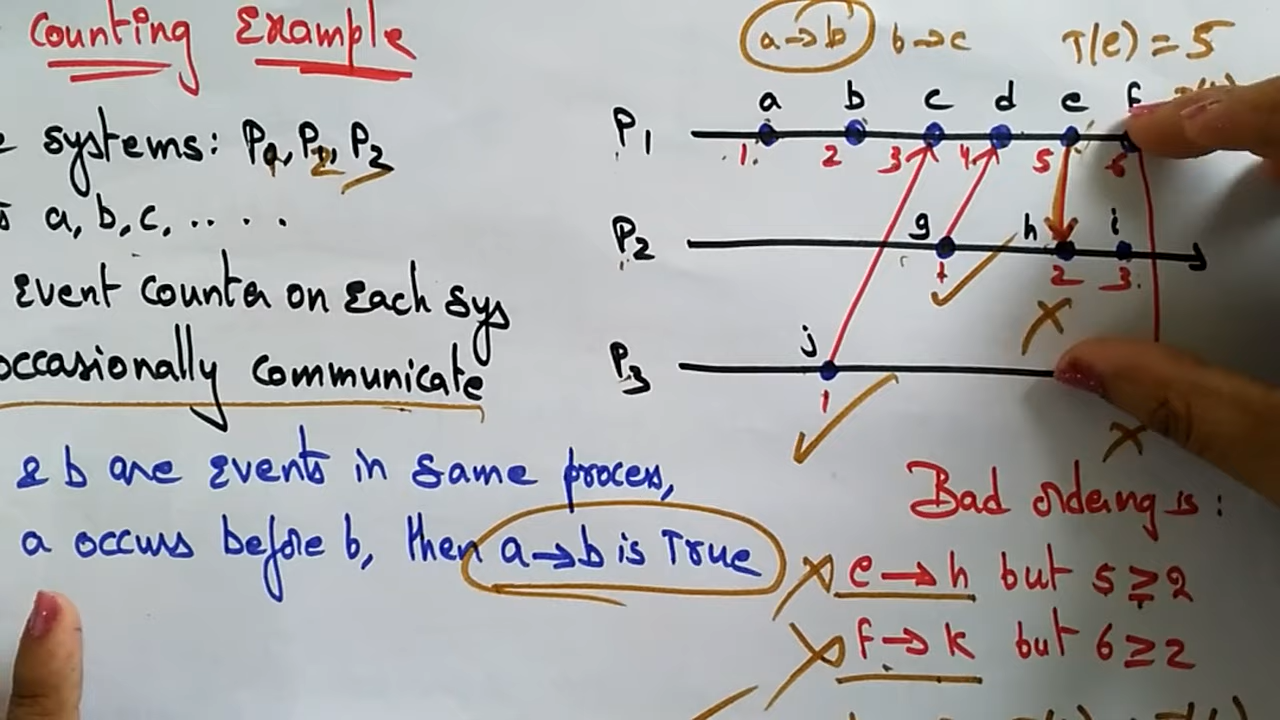 Counting Example
systems: P1, P2, P3
a, b, c, ....
Event counter on Each sys
occasionally communicate
& b are Events in same process,
a occurs before b, then a→b is True
a→b b→c T(e) = 5
a b c d e f
P1
1. 2 3 4 5 6
g h i
P2
1 2 3.
j
P3
1
Bad ordering is:
e→h but 5 ≥ 2
f→k but 6 ≥ 2